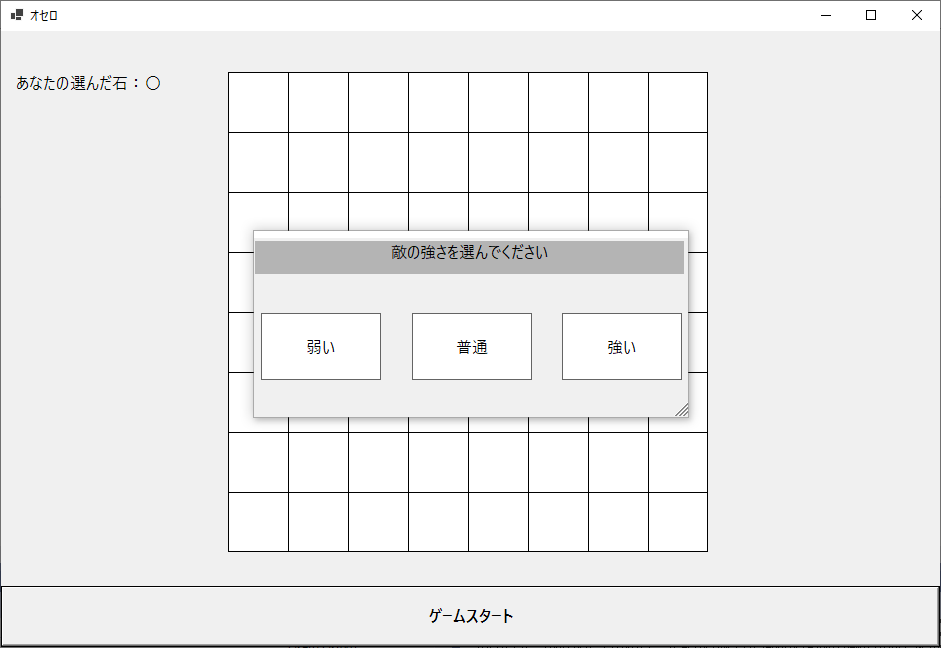 オセロ
あなたの選んだ石：〇
敵の強さを選んでください
弱い
普通
強い
ゲームスタート